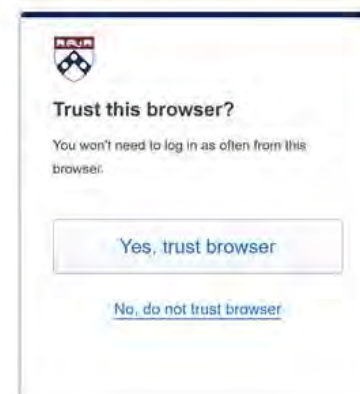 Trust this browser?
You won't need to log in as often from this
browser.
Yes, trust browser
No, do not trust browser